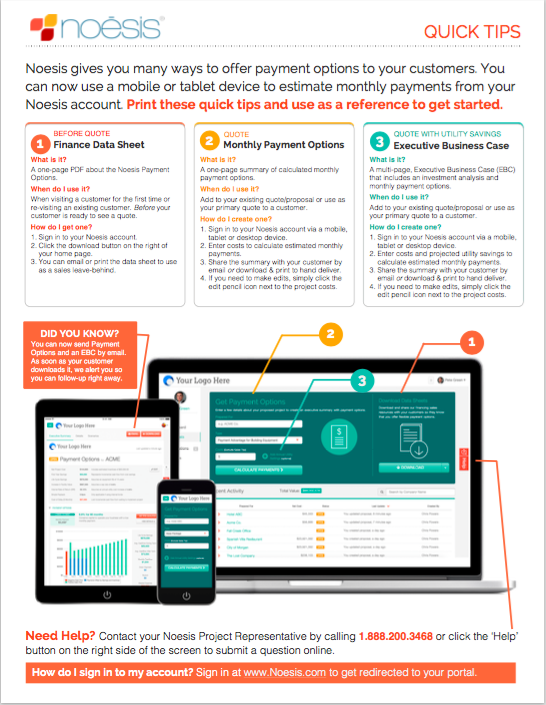 noēsis®
QUICK TIPS
Noesis gives you many ways to offer payment options to your customers. You
can now use a mobile or tablet device to estimate monthly payments from your
Noesis account. Print these quick tips and use as a reference to get started.
1
BEFORE QUOTE
Finance Data Sheet
What is it?
A one-page PDF about the Noesis Payment
Options.
When do I use it?
When visiting a customer for the first time or
re-visiting an existing customer. Before your
customer is ready to see a quote.
How do I get one?
1. Sign in to your Noesis account.
2. Click the download button on the right of
your home page.
3. You can email or print the data sheet to use
as a sales leave-behind.
2
QUOTE
Monthly Payment Options
What is it?
A one-page summary of calculated monthly
payment options.
When do I use it?
Add to your existing quote/proposal or use as
your primary quote to a customer.
How do I create one?
1. Sign in to your Noesis account via a mobile,
tablet or desktop device.
2. Enter costs to calculate estimated monthly
payments.
3. Share the summary with your customer by
email or download & print to hand deliver.
4. If you need to make edits, simply click the
edit pencil icon next to the project costs.
3
QUOTE WITH UTILITY SAVINGS
Executive Business Case
What is it?
A multi-page, Executive Business Case (EBC)
that includes an investment analysis and
monthly payment options.
When do I use it?
Add to your existing quote/proposal or use as
your primary quote to a customer.
How do I create one?
1. Sign in to your Noesis account via a mobile,
tablet or desktop device.
2. Enter costs and projected utility savings to
calculate estimated monthly payments.
3. Share the summary with your customer by
email or download & print to hand deliver.
4. If you need to make edits, simply click the
edit pencil icon next to the project costs.
DID YOU KNOW?
You can now send Payment
Options and an EBC by email.
As soon as your customer
downloads it, we alert you so
you can follow-up right away.
2
1
3
Your Logo Here
Get Payment Options
CALCULATE PAYMENTS
DOWNLOAD
Total Value
Your Logo Here
Your Logo Here
Payment Options ... ACME
Your Logo Here
Get Payment Options
CALCULATE PAYMENTS
Need Help? Contact your Noesis Project Representative by calling 1.888.200.3468 or click the 'Help'
button on the right side of the screen to submit a question online.
How do I sign in to my account? Sign in at www.Noesis.com to get redirected to your portal.